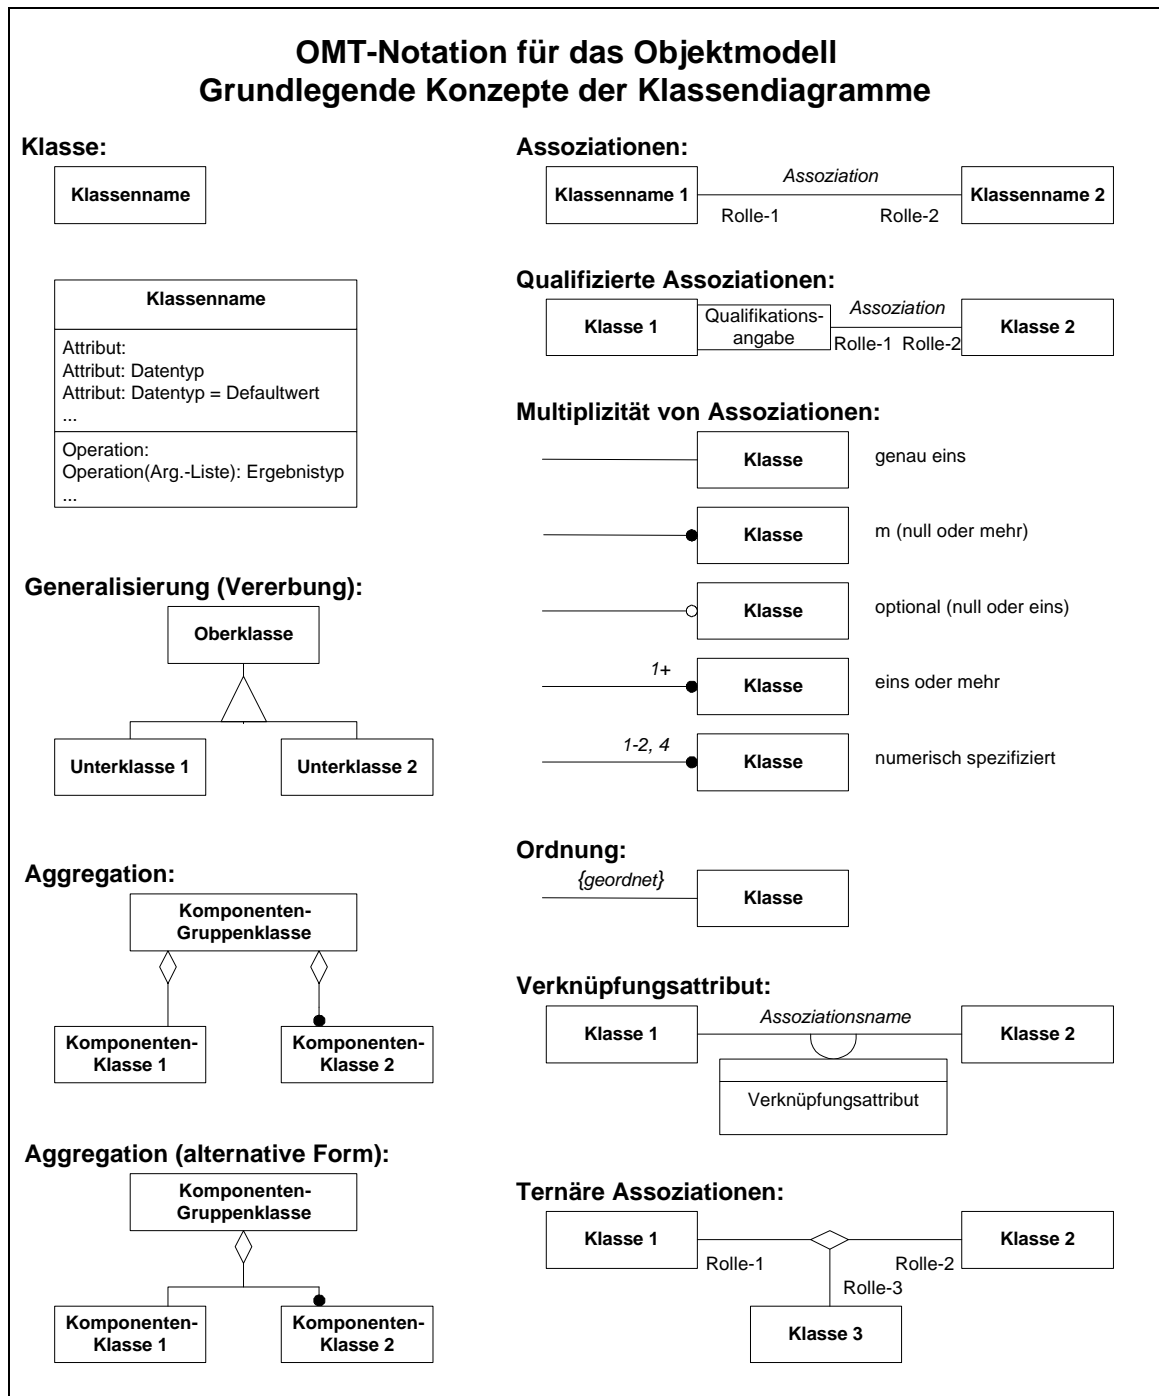 OMT-Notation für das Objektmodell
Grundlegende Konzepte der Klassendiagramme
Klasse:
Klassenname
Klassenname
Attribut:
Attribut: Datentyp
Attribut: Datentyp = Defaultwert
...
Operation:
Operation(Arg.-Liste): Ergebnistyp
...
Generalisierung (Vererbung):
Oberklasse
Unterklasse 1
Unterklasse 2
Aggregation:
Komponenten-
Gruppenklasse
Komponenten-
Klasse 1
Komponenten-
Klasse 2
Aggregation (alternative Form):
Komponenten-
Gruppenklasse
Komponenten-
Klasse 1
Komponenten-
Klasse 2
Assoziationen:
Klassenname 1
Assoziation
Klassenname 2
Rolle-1
Rolle-2
Qualifizierte Assoziationen:
Klasse 1
Qualifikations-
angabe
Assoziation
Klasse 2
Rolle-1 Rolle-2
Multiplizität von Assoziationen:
Klasse
genau eins
Klasse
m (null oder mehr)
Klasse
optional (null oder eins)
1+
Klasse
eins oder mehr
1-2, 4
Klasse
numerisch spezifiziert
Ordnung:
{geordnet}
Klasse
Verknüpfungsattribut:
Klasse 1
Assoziationsname
Klasse 2
Verknüpfungsattribut
Ternäre Assoziationen:
Klasse 1
Klasse 2
Rolle-1
Rolle-2
Rolle-3
Klasse 3